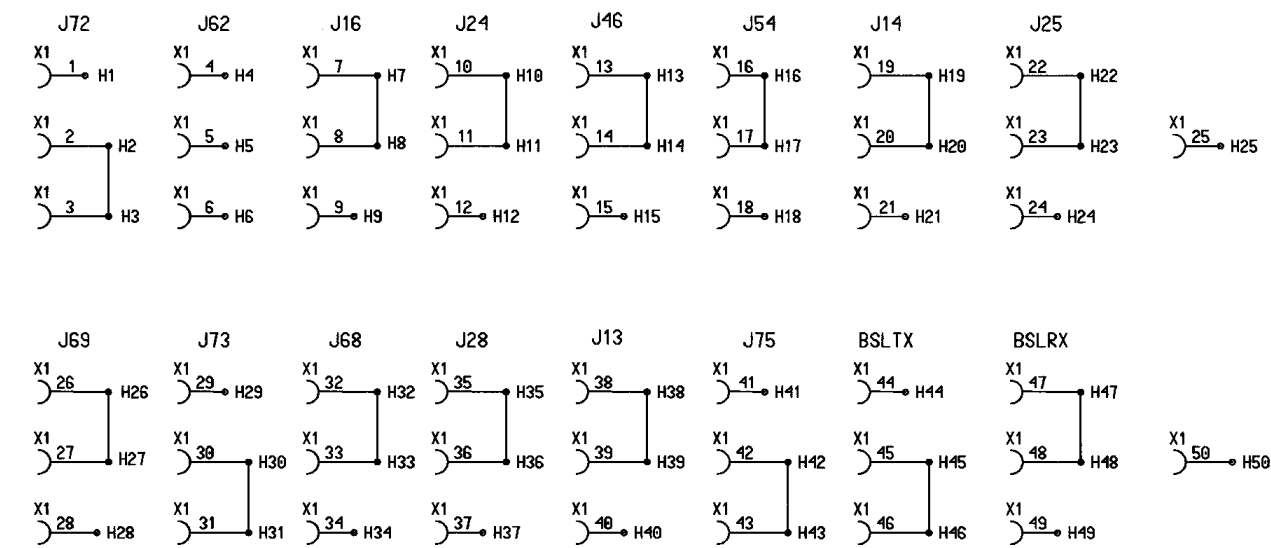 J72 J62 J16 J24 J46 J54 J14 J25
X1 X1 X1 X1 X1 X1 X1 X1
1 H1 4 H4 7 H7 10 H10 13 H13 16 H16 19 H19 22 H22
X1 X1 X1 X1 X1 X1 X1 X1 X1
2 H2 5 H5 8 H8 11 H11 14 H14 17 H17 20 H20 23 H23 25 H25
X1 X1 X1 X1 X1 X1 X1 X1
3 H3 6 H6 9 H9 12 H12 15 H15 18 H18 21 H21 24 H24
J69 J73 J68 J28 J13 J75 BSLTX BSLRX
X1 X1 X1 X1 X1 X1 X1 X1
26 H26 29 H29 32 H32 35 H35 38 H38 41 H41 44 H44 47 H47
X1 X1 X1 X1 X1 X1 X1 X1 X1
27 H27 30 H30 33 H33 36 H36 39 H39 42 H42 45 H45 48 H48 50 H50
X1 X1 X1 X1 X1 X1 X1 X1
28 H28 31 H31 34 H34 37 H37 40 H40 43 H43 46 H46 49 H49